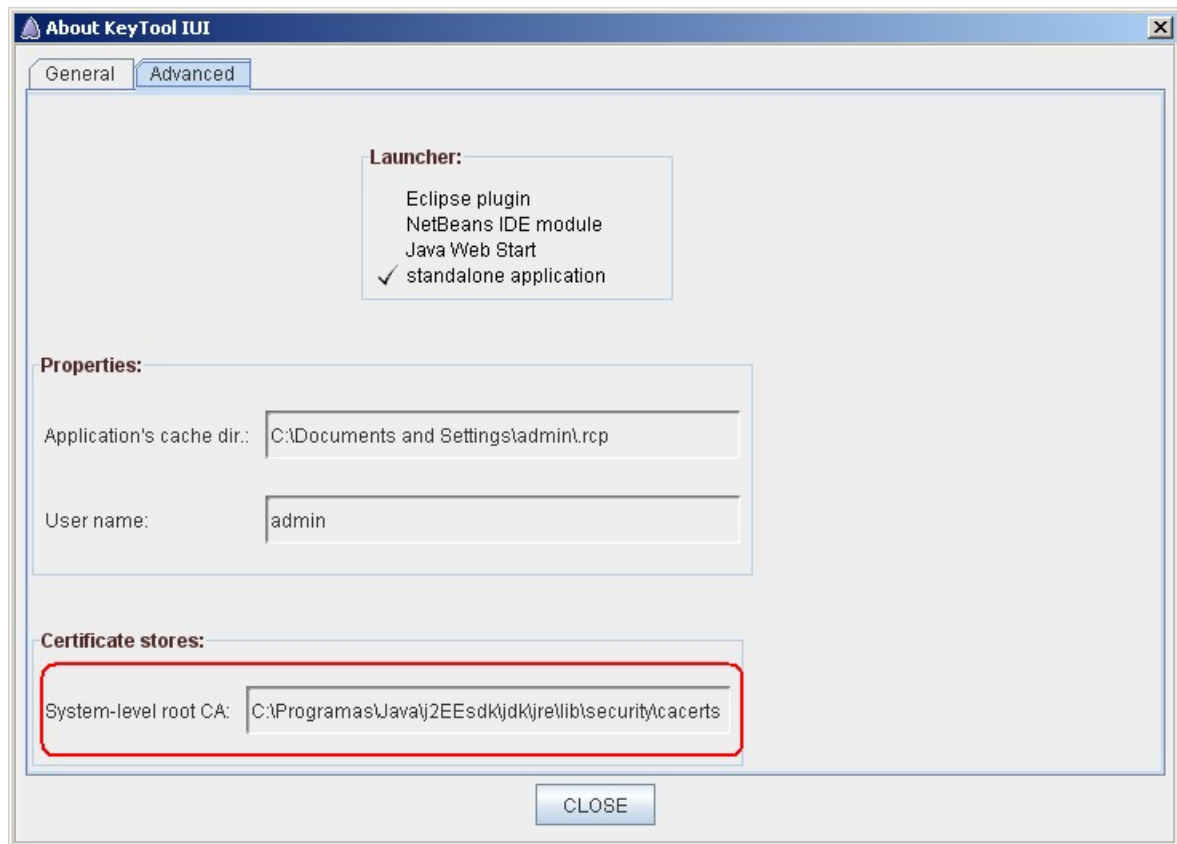 About KeyTool IUI
General Advanced
Launcher:
Eclipse plugin
NetBeans IDE module
Java Web Start
standalone application
Properties:
Application's cache dir.: C:\Documents and Settings\admin\.rcp
User name: admin
Certificate stores:
System-level root CA: C:\Programas\Java\j2EEsdk\jdk\jre\lib\security\cacerts
CLOSE